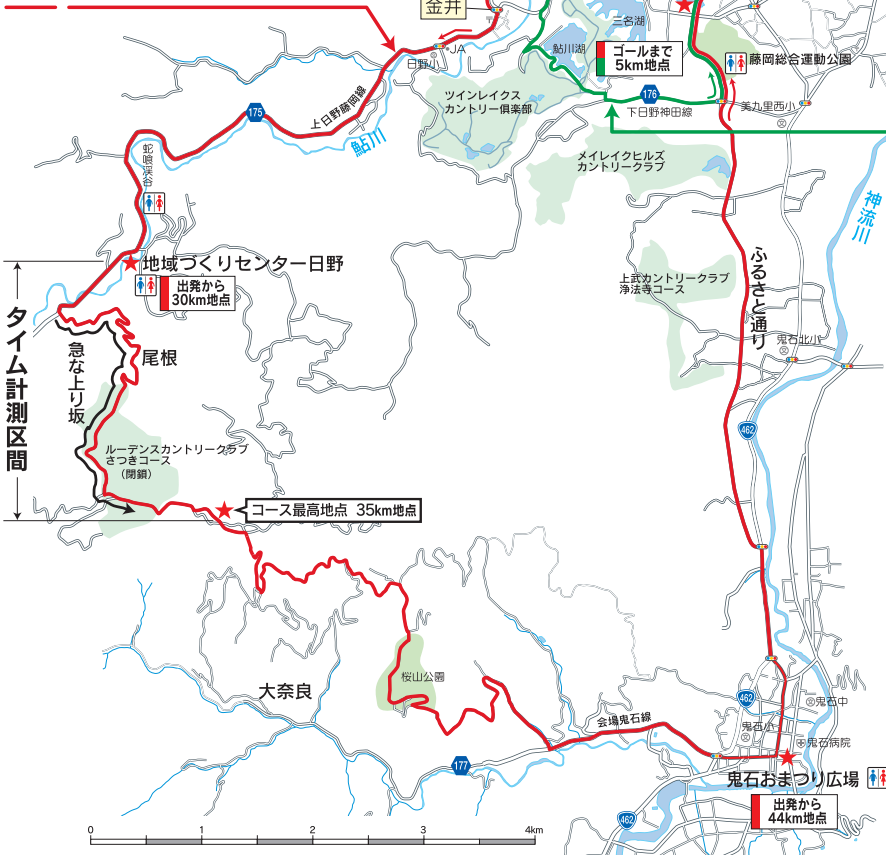 金井
三名湖
鮎川湖
ゴールまで
5km地点
JA
日野小
藤岡総合運動公園
ツインレイクス
カントリー倶楽部
176
下日野神田線
美九里西小
175
上日野藤岡線
鮎川
蛇喰渓谷
メイレイクヒルズ
カントリークラブ
神流川
地域づくりセンター日野
出発から
30km地点
上武カントリークラブ
浄法寺コース
ふるさと通り
タイム計測区間
急な上り坂
尾根
鬼石北小
462
ルーデンスカントリークラブ
さつきコース
(閉鎖)
コース最高地点 35km地点
桜山公園
大奈良
会場鬼石線
462
鬼石中
鬼石小
鬼石病院
177
鬼石おまつり広場
出発から
44km地点
462
0 1 2 3 4km